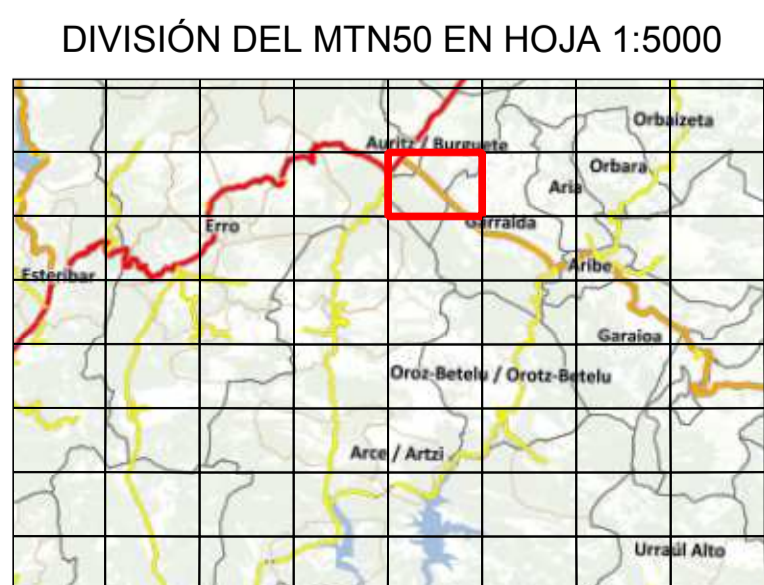 DIVISIÓN DEL MTN50 EN HOJA 1:5000
Orbaizeta
Auritz / Burguete
Orbara
Aria
Erro
Garralda
Esteribar
Aribe
Garaioa
Oroz-Betelu / Orotz-Betelu
Arce / Artzi
Urraúl Alto